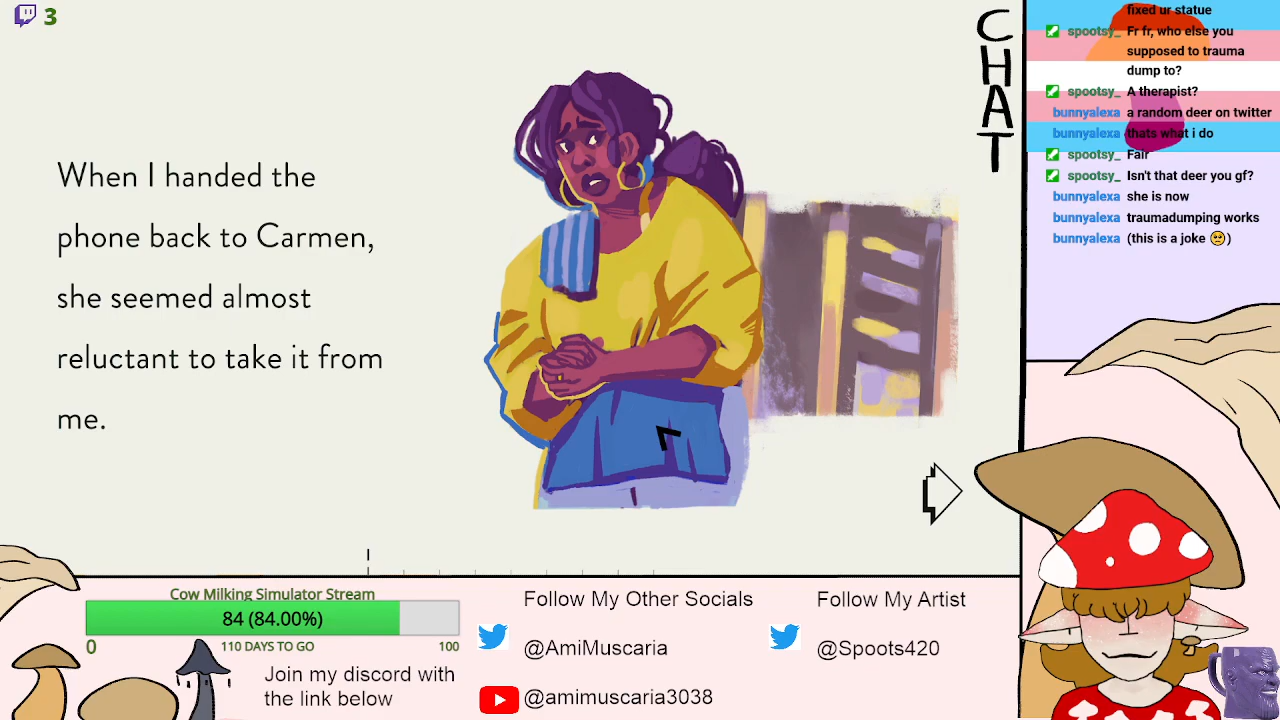 3
When I handed the
phone back to Carmen,
she seemed almost
reluctant to take it from
me.
CHAT
fixed ur statue
spootsy_ Fr fr, who else you
supposed to trauma
dump to?
spootsy_ A therapist?
bunnyalexa a random deer on twitter
bunnyalexa thats what i do
spootsy_ Fair
spootsy_ Isn't that deer you gf?
bunnyalexa she is now
bunnyalexa traumadumping works
bunnyalexa (this is a joke 🥺)
Cow Milking Simulator Stream
84 (84.00%)
0 110 DAYS TO GO 100
Join my discord with
the link below
Follow My Other Socials
@AmiMuscaria
@amimuscaria3038
Follow My Artist
@Spoots420